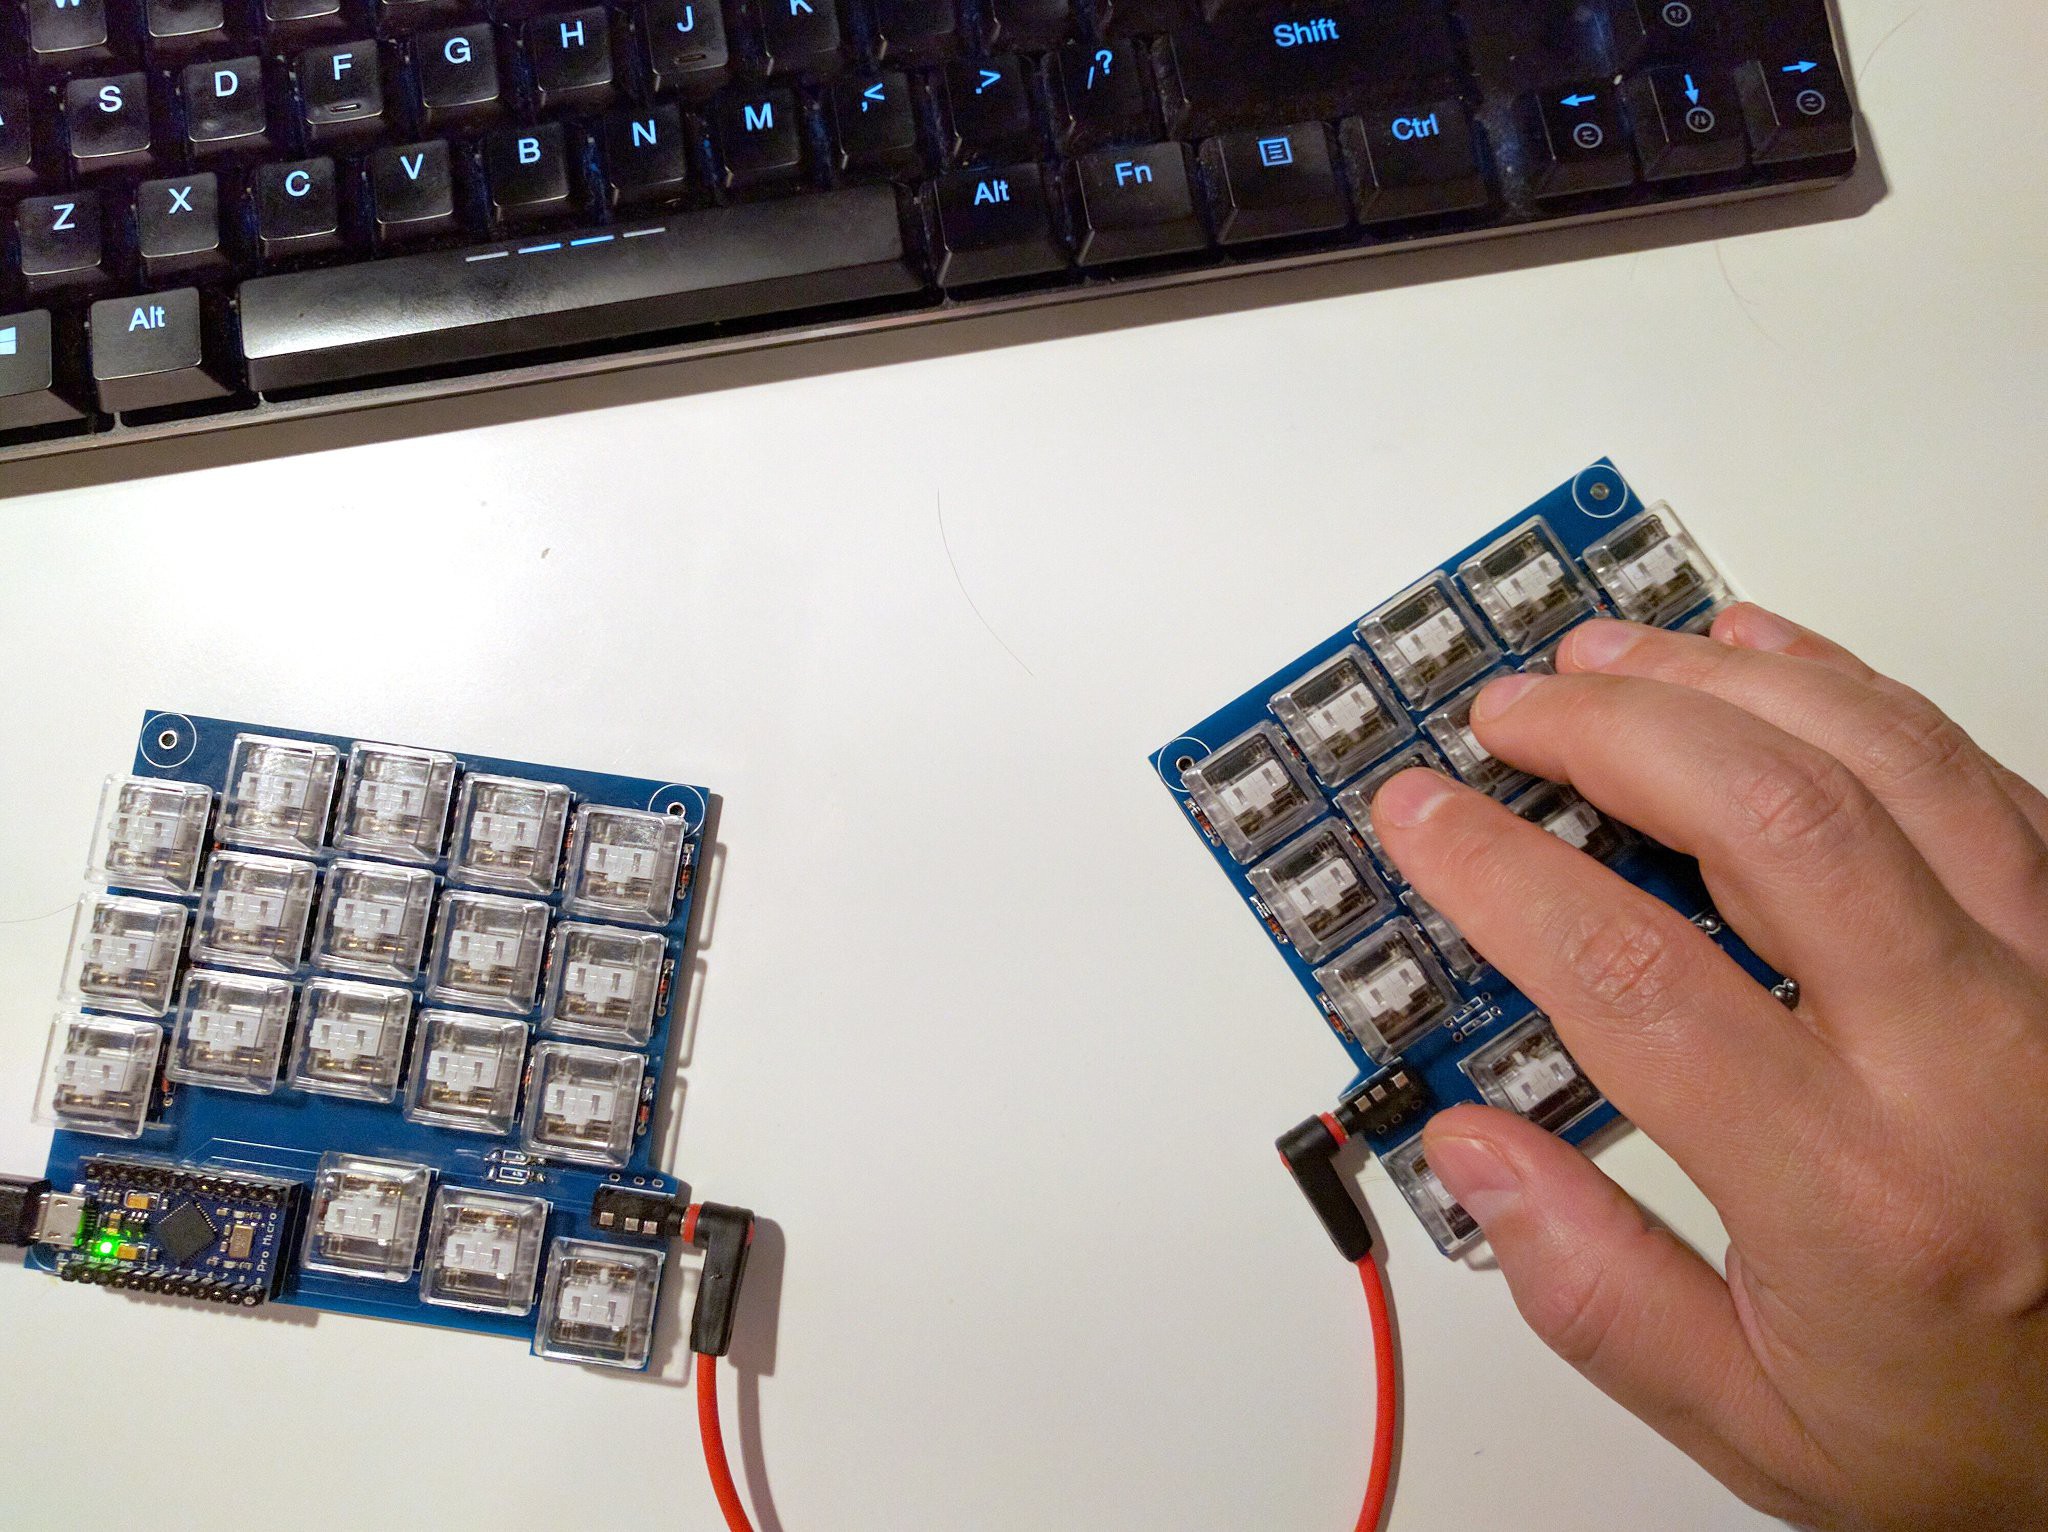 W
K
S D F G H J
Shift
Z X C V B N M ,< .> /?
Alt
Alt Fn Ctrl
Pro Micro